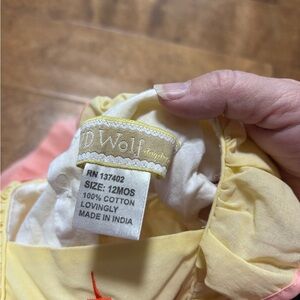 D Wolf
RN 137402
SIZE: 12MOS
100% COTTON
LOVINGLY
MADE IN INDIA